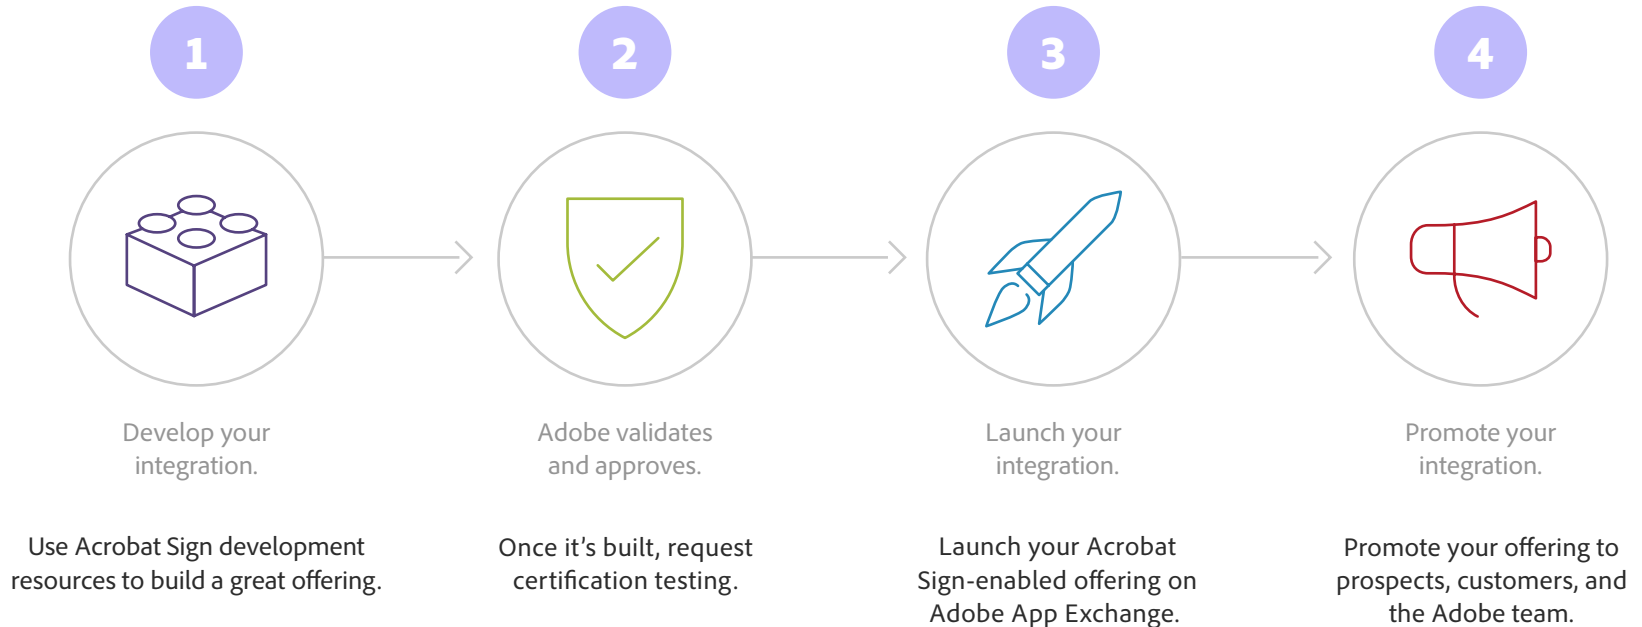 1
Develop your
integration.
Use Acrobat Sign development
resources to build a great offering.
2
Adobe validates
and approves.
Once it’s built, request
certification testing.
3
Launch your
integration.
Launch your Acrobat
Sign-enabled offering on
Adobe App Exchange.
4
Promote your
integration.
Promote your offering to
prospects, customers, and
the Adobe team.